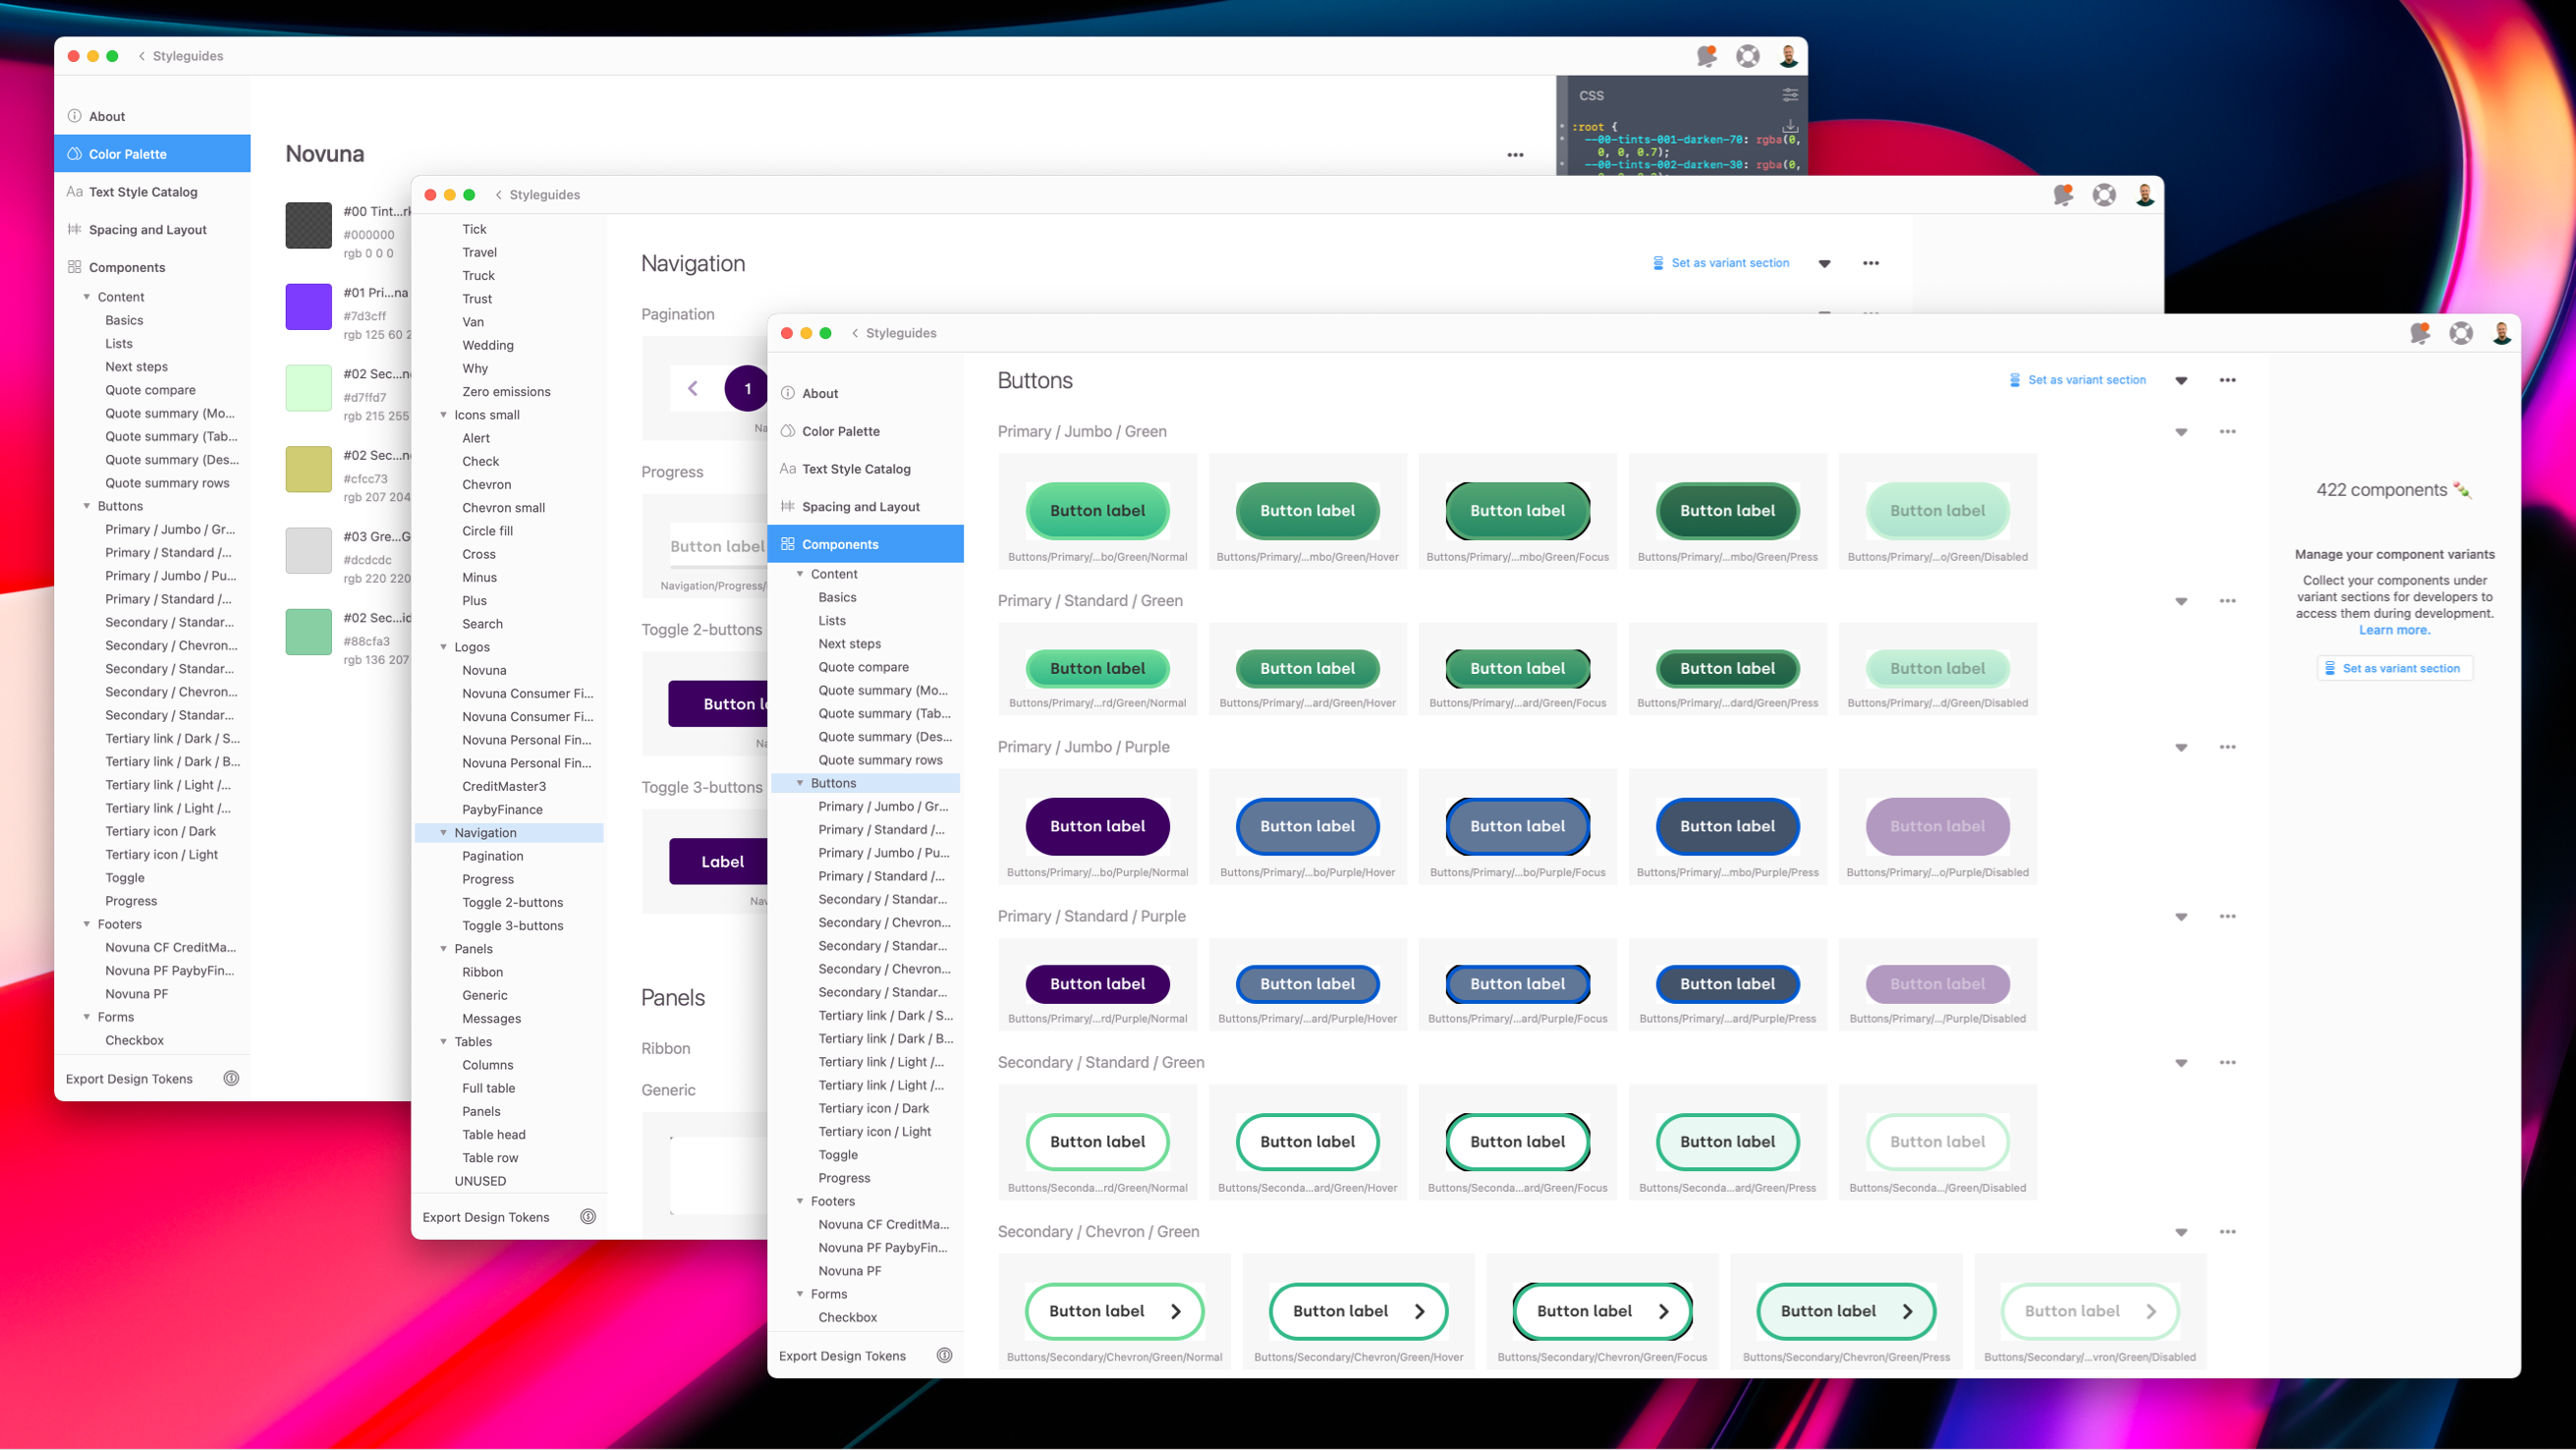 Styleguides
About
Color Palette
Text Style Catalog
Spacing and Layout
Components
Content
Basics
Lists
Next steps
Quote compare
Quote summary (Mo...
Quote summary (Tab...
Quote summary (Des...
Quote summary rows
Buttons
Primary / Jumbo / Gr...
Primary / Standard /...
Primary / Jumbo / Pu...
Primary / Standard /...
Secondary / Standar...
Secondary / Chevron...
Secondary / Standar...
Secondary / Chevron...
Secondary / Standar...
Tertiary link / Dark / S...
Tertiary link / Dark / B...
Tertiary link / Light /...
Tertiary link / Light /...
Tertiary icon / Dark
Tertiary icon / Light
Toggle
Progress
Footers
Novuna CF CreditMa...
Novuna PF PaybyFin...
Novuna PF
Forms
Checkbox
Export Design Tokens
Novuna
#00 Tint...
#000000
rgb 0 0 0
#01 Pri...na
#7d3cff
rgb 125 60 2
#02 Sec...
#d7ffd7
rgb 215 255
#02 Sec...
#cfcc73
rgb 207 204
#03 Gre...G
#dcdcdc
rgb 220 220
#02 Sec...id
#88cfa3
rgb 136 207
CSS
:root {
--00-tints-001-darken-70: rgba(0,
0, 0, 0.7);
--00-tints-002-darken-30: rgba(0,
Styleguides
Tick
Travel
Truck
Trust
Van
Wedding
Why
Zero emissions
Icons small
Alert
Check
Chevron
Chevron small
Circle fill
Cross
Minus
Plus
Search
Logos
Novuna
Novuna Consumer Fi...
Novuna Consumer Fi...
Novuna Personal Fin...
Novuna Personal Fin...
CreditMaster3
PaybyFinance
Navigation
Pagination
Progress
Toggle 2-buttons
Toggle 3-buttons
Panels
Ribbon
Generic
Messages
Tables
Columns
Full table
Panels
Table head
Table row
UNUSED
Export Design Tokens
Navigation
Set as variant section
Pagination
1
Na
Progress
Button label
Navigation/Progress/
Toggle 2-buttons
Button l
Na
Toggle 3-buttons
Label
Nav
Panels
Ribbon
Generic
Styleguides
About
Color Palette
Text Style Catalog
Spacing and Layout
Components
Content
Basics
Lists
Next steps
Quote compare
Quote summary (Mo...
Quote summary (Tab...
Quote summary (Des...
Quote summary rows
Buttons
Primary / Jumbo / Gr...
Primary / Standard /...
Primary / Jumbo / Pu...
Primary / Standard /...
Secondary / Standar...
Secondary / Chevron...
Secondary / Standar...
Secondary / Chevron...
Secondary / Standar...
Tertiary link / Dark / S...
Tertiary link / Dark / B...
Tertiary link / Light /...
Tertiary link / Light /...
Tertiary icon / Dark
Tertiary icon / Light
Toggle
Progress
Footers
Novuna CF CreditMa...
Novuna PF PaybyFin...
Novuna PF
Forms
Checkbox
Export Design Tokens
Buttons
Set as variant section
Primary / Jumbo / Green
Button label Button label Button label Button label Button label
Buttons/Primary/...bo/Green/Normal Buttons/Primary/...mbo/Green/Hover Buttons/Primary/...mbo/Green/Focus Buttons/Primary/...mbo/Green/Press Buttons/Primary/...o/Green/Disabled
Primary / Standard / Green
Button label Button label Button label Button label Button label
Buttons/Primary/...rd/Green/Normal Buttons/Primary/...ard/Green/Hover Buttons/Primary/...ard/Green/Focus Buttons/Primary/...dard/Green/Press Buttons/Primary/...d/Green/Disabled
Primary / Jumbo / Purple
Button label Button label Button label Button label Button label
Buttons/Primary/...bo/Purple/Normal Buttons/Primary/...bo/Purple/Hover Buttons/Primary/...bo/Purple/Focus Buttons/Primary/...mbo/Purple/Press Buttons/Primary/...o/Purple/Disabled
Primary / Standard / Purple
Button label Button label Button label Button label Button label
Buttons/Primary/...rd/Purple/Normal Buttons/Primary/...ard/Purple/Hover Buttons/Primary/...ard/Purple/Focus Buttons/Primary/...ard/Purple/Press Buttons/Primary/.../Purple/Disabled
Secondary / Standard / Green
Button label Button label Button label Button label Button label
Buttons/Seconda...rd/Green/Normal Buttons/Seconda...ard/Green/Hover Buttons/Seconda...ard/Green/Focus Buttons/Seconda...ard/Green/Press Buttons/Seconda.../Green/Disabled
Secondary / Chevron / Green
Button label Button label Button label Button label Button label
Buttons/Secondary/Chevron/Green/Normal Buttons/Secondary/Chevron/Green/Hover Buttons/Secondary/Chevron/Green/Focus Buttons/Secondary/Chevron/Green/Press Buttons/Secondary/...vron/Green/Disabled
422 components
Manage your component variants
Collect your components under
variant sections for developers to
access them during development.
Learn more.
Set as variant section